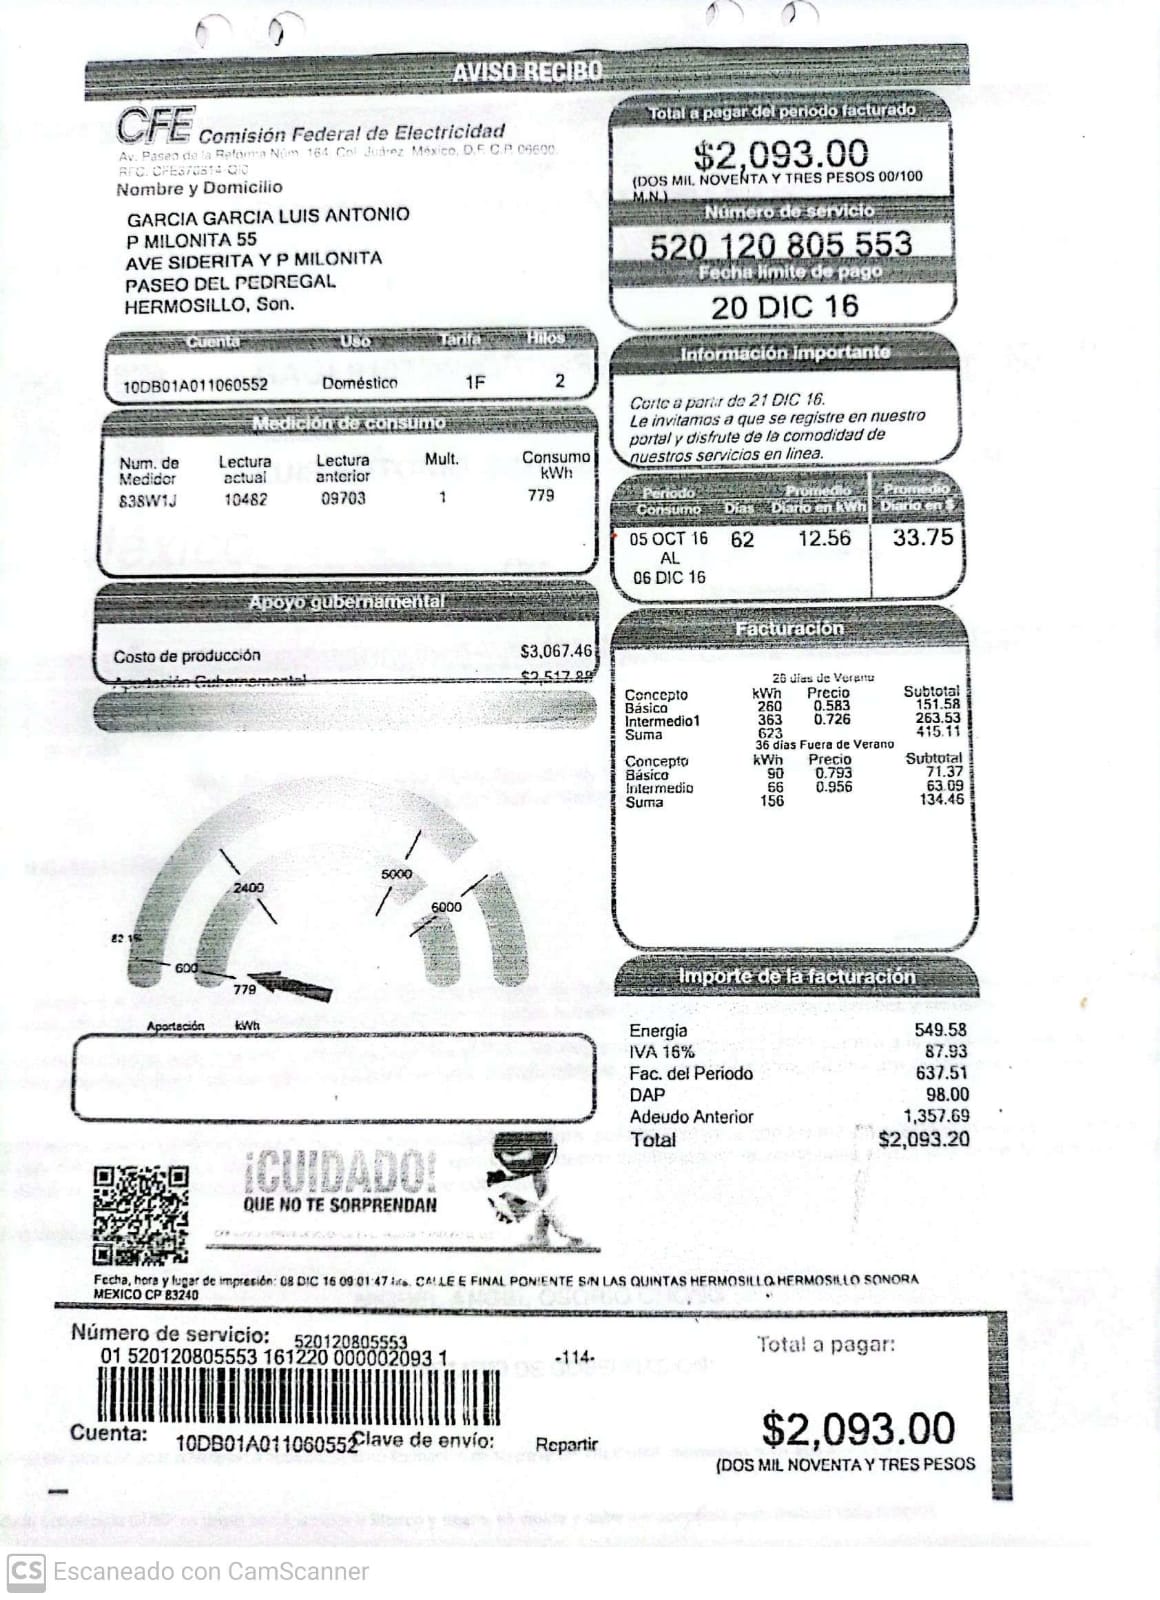 AVISO RECIBO
CFE Comisión Federal de Electricidad
Av. Paseo de la Reforma Núm. 164 Col. Juárez, México, D.F. C.P. 06600.
Nombre y Domicilio
GARCIA GARCIA LUIS ANTONIO
P MILONITA 55
AVE SIDERITA Y P MILONITA
PASEO DEL PEDREGAL
HERMOSILLO, Son.
Total a pagar del periodo facturado
$2,093.00
(DOS MIL NOVENTA Y TRES PESOS 00/100
M.N.)
Número de servicio
520 120 805 553
Fecha límite de pago
20 DIC 16
Cuenta Uso Tarifa Hilos
10DB01A011060552 Doméstico 1F 2
Información importante
Corte a partir de 21 DIC 16.
Le invitamos a que se registre en nuestro
portal y disfrute de la comodidad de
nuestros servicios en línea.
Medición de consumo
Num. de Medidor Lectura actual Lectura anterior Mult. Consumo kWh
838W1J 10482 09703 1 779
Periodo Consumo Días Promedio Diario en kWh Promedio Diario en $
05 OCT 16 62 12.56 33.75
AL
06 DIC 16
Apoyo gubernamental
Costo de producción $3,067.46
Aportación Gubernamental $2,517.88
Facturación
26 días de Verano
Concepto kWh Precio Subtotal
Básico 260 0.583 151.58
Intermedio1 363 0.726 263.53
Suma 623 415.11
36 días Fuera de Verano
Concepto kWh Precio Subtotal
Básico 90 0.793 71.37
Intermedio 66 0.956 63.09
Suma 156 134.46
2400
5000
6000
600
779
Aportación kWh
Importe de la facturación
Energía 549.58
IVA 16% 87.93
Fac. del Periodo 637.51
DAP 98.00
Adeudo Anterior 1,357.69
Total $2,093.20
¡CUIDADO!
QUE NO TE SORPRENDAN
Fecha, hora y lugar de impresión: 08 DIC 16 09 01 47 hrs. CALLE E FINAL PONIENTE S/N LAS QUINTAS HERMOSILLO, HERMOSILLO SONORA
MEXICO CP 83240
Número de servicio: 520120805553
01 520120805553 161220 000002093 1 -114-
Total a pagar:
Cuenta: 10DB01A011060552 Clave de envío: Repartir
$2,093.00
(DOS MIL NOVENTA Y TRES PESOS
CS Escaneado con CamScanner